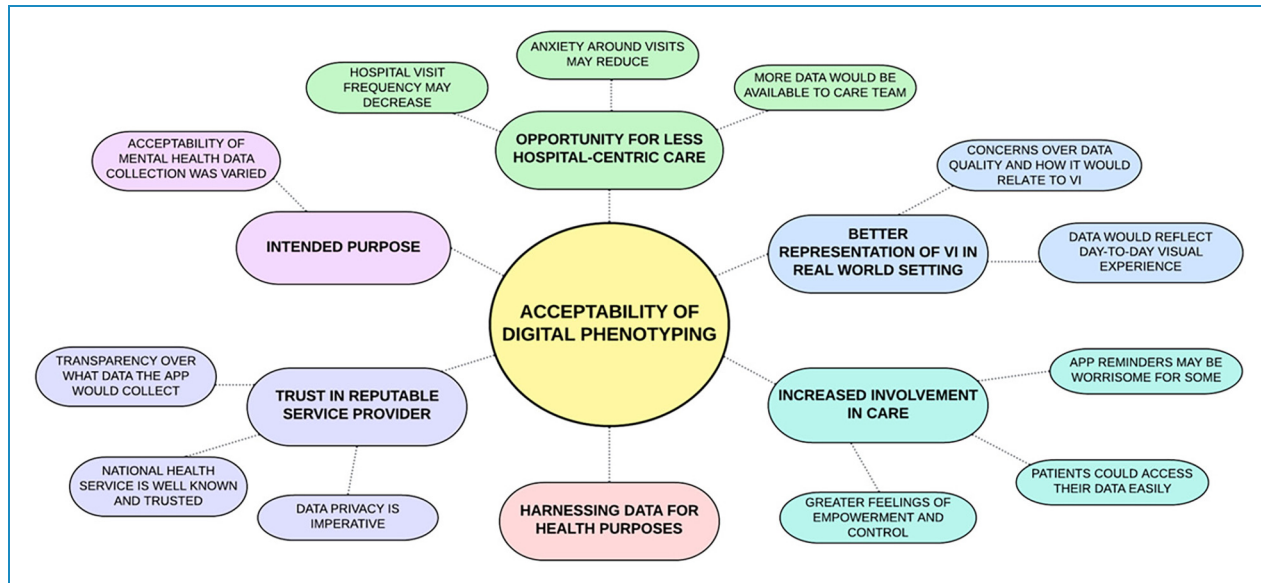 ANXIETY AROUND VISITS
MAY REDUCE
HOSPITAL VISIT
FREQUENCY MAY
DECREASE
MORE DATA WOULD BE
AVAILABLE TO CARE TEAM
OPPORTUNITY FOR LESS
HOSPITAL-CENTRIC CARE
ACCEPTABILITY OF
MENTAL HEALTH DATA
COLLECTION WAS VARIED
INTENDED PURPOSE
CONCERNS OVER DATA
QUALITY AND HOW IT WOULD
RELATE TO VI
BETTER
REPRESENTATION OF VI IN
REAL WORLD SETTING
DATA WOULD REFLECT
DAY-TO-DAY VISUAL
EXPERIENCE
ACCEPTABILITY OF
DIGITAL PHENOTYPING
TRANSPARENCY OVER
WHAT DATA THE APP
WOULD COLLECT
TRUST IN REPUTABLE
SERVICE PROVIDER
NATIONAL HEALTH
SERVICE IS WELL KNOWN
AND TRUSTED
DATA PRIVACY IS
IMPERATIVE
HARNESSING DATA FOR
HEALTH PURPOSES
INCREASED INVOLVEMENT
IN CARE
APP REMINDERS MAY BE
WORRISOME FOR SOME
PATIENTS COULD ACCESS
THEIR DATA EASILY
GREATER FEELINGS OF
EMPOWERMENT AND
CONTROL